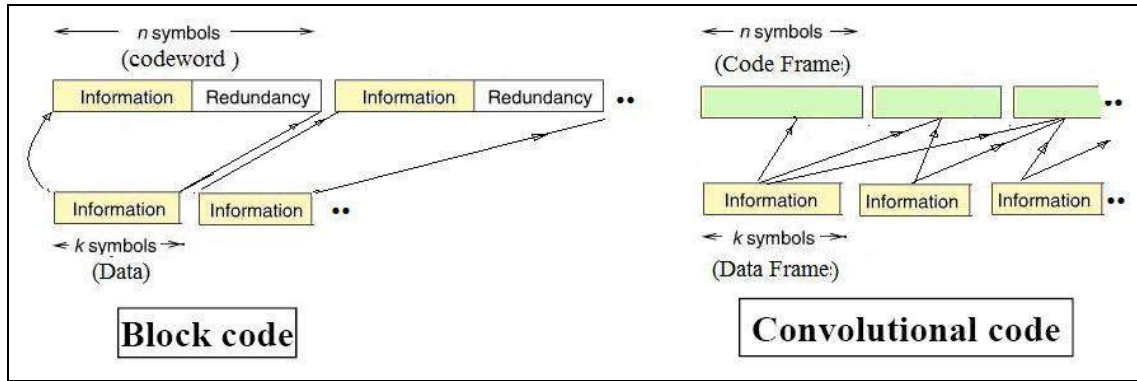 n symbols
(codeword )
Information Redundancy Information Redundancy ••
Information Information ••
k symbols
(Data)
Block code
n symbols
(Code Frame)
••
Information Information Information ••
k symbols
(Data Frame)
Convolutional code